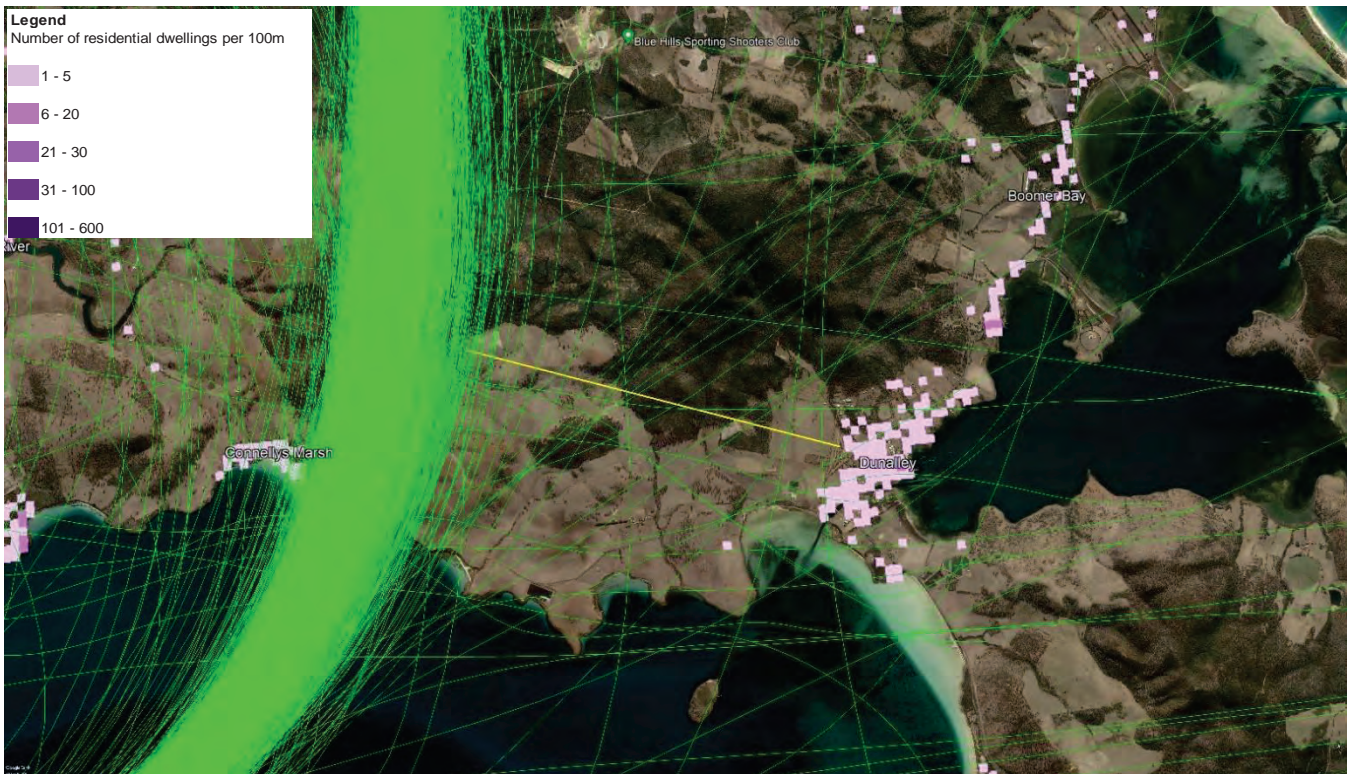 Legend
Number of residential dwellings per 100m
1 - 5
6 - 20
21 - 30
31 - 100
101 - 600
Blue Hills Sporting Shooters Club
Boomer Bay
Connellys Marsh
Dunalley